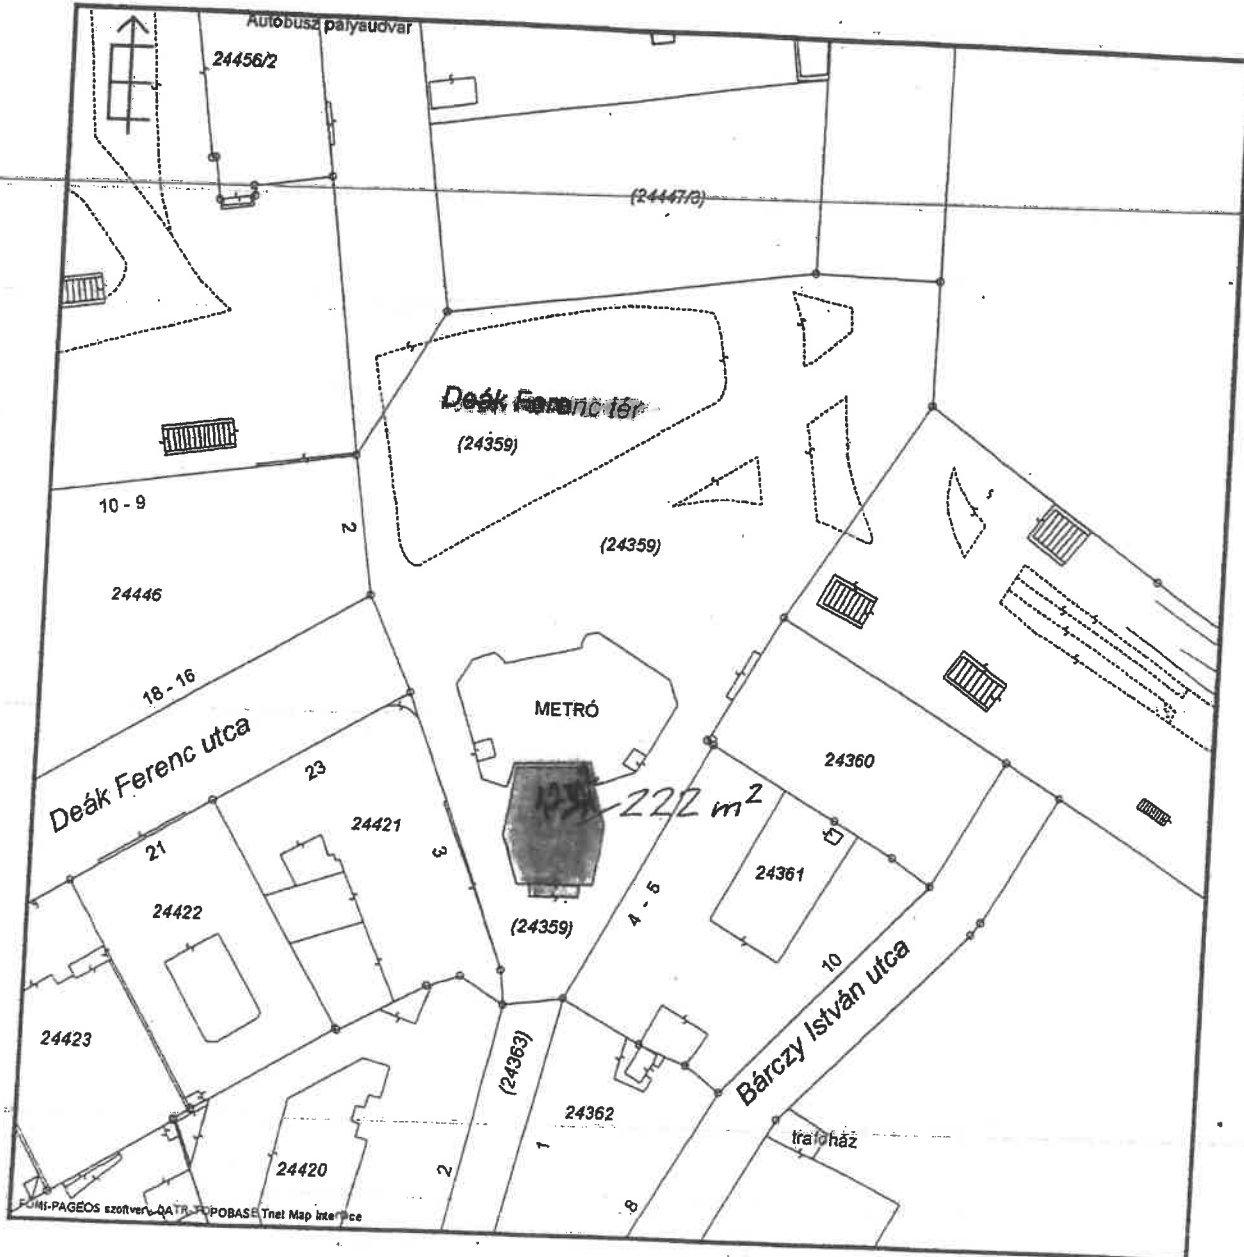 Autóbusz pályaudvar
24456/2
(24447/3)
Deák Ferenc tér
(24359)
10 - 9
2
(24359)
24446
18 - 16
METRÓ
Deák Ferenc utca
23
24360
222 m²
21
24421
3
24361
24422
4 - 5
(24359)
10
Bárczy István utca
24423
(24363)
24362
1
trafóház
24420
2
8
FÖMI-PAGEOS szoftver: DATR-TOPOBASE Tnet Map Interface